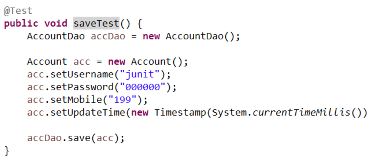 @Test
public void saveTest() {
AccountDao accDao = new AccountDao();
Account acc = new Account();
acc.setUsername("junit");
acc.setPassword("000000");
acc.setMobile("199");
acc.setUpdateTime(new Timestamp(System.currentTimeMillis())
accDao.save(acc);
}